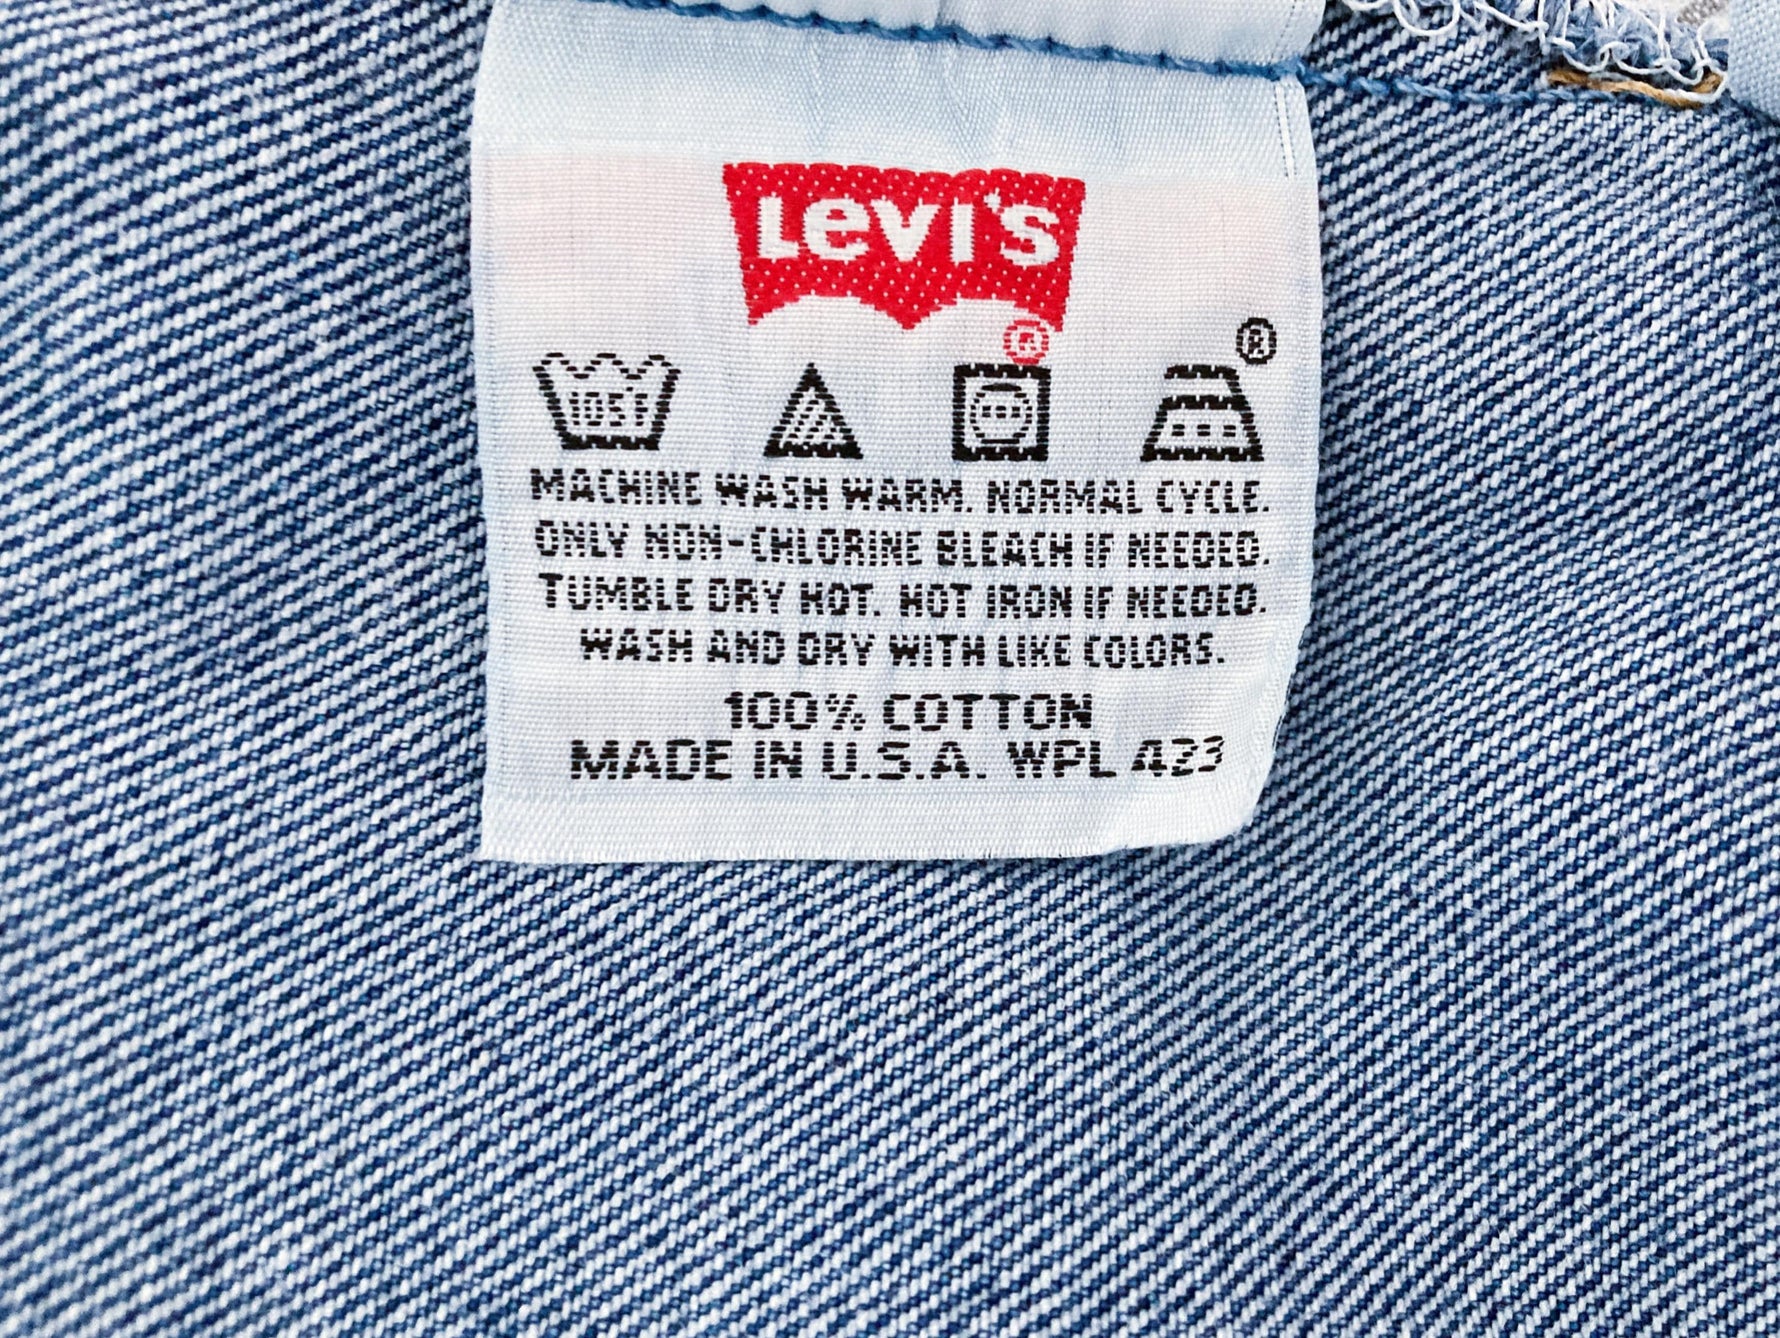 Levi's
®
®
105F
MACHINE WASH WARM. NORMAL CYCLE.
ONLY NON-CHLORINE BLEACH IF NEEDED.
TUMBLE DRY HOT. HOT IRON IF NEEDED.
WASH AND DRY WITH LIKE COLORS.
100% COTTON
MADE IN U.S.A. WPL 423